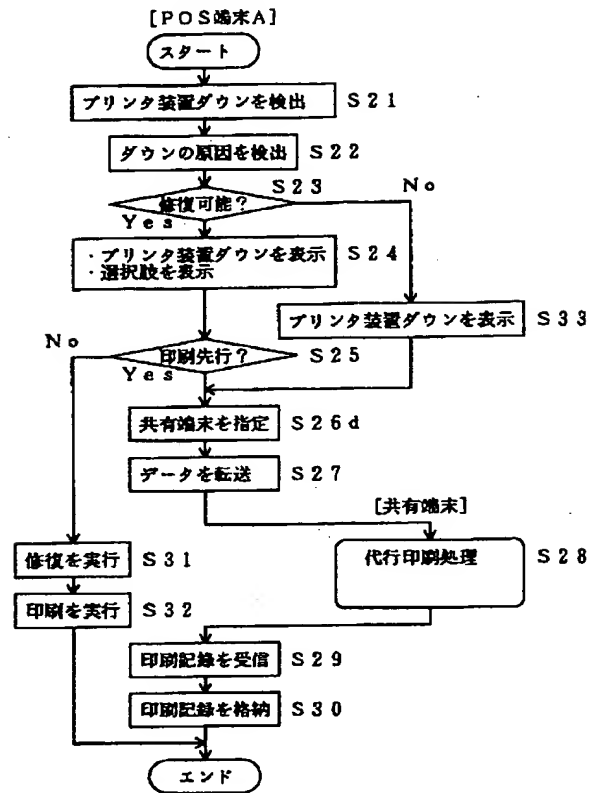 [POS端末A]
スタート
プリンタ装置ダウンを検出 S21
ダウンの原因を検出 S22
S23
修復可能？
No
Yes
・プリンタ装置ダウンを表示 S24
・選択肢を表示
プリンタ装置ダウンを表示 S33
No
印刷先行？ S25
Yes
共有端末を指定 S26d
データを転送 S27
[共有端末]
修復を実行 S31
代行印刷処理 S28
印刷を実行 S32
印刷記録を受信 S29
印刷記録を格納 S30
エンド